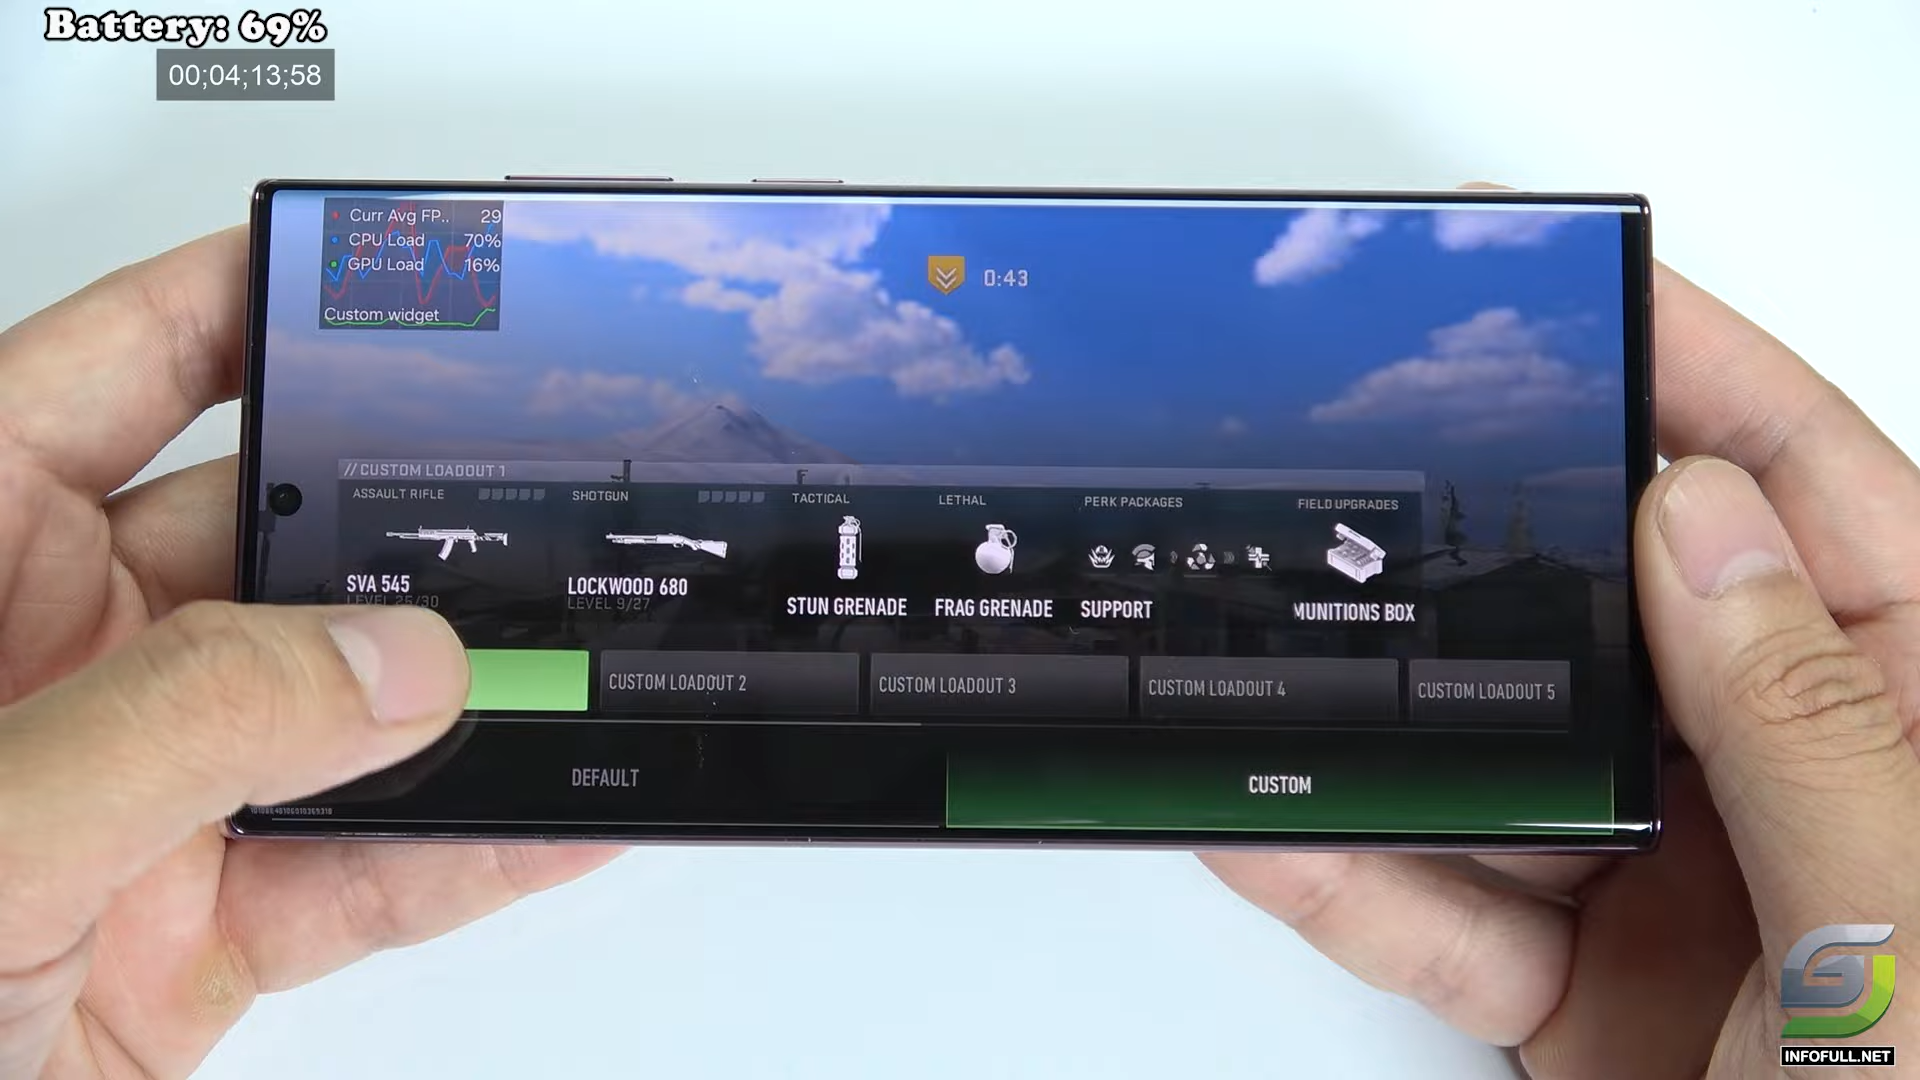 Battery: 69%
00;04;13;58
Curr Avg FP.. 29
CPU Load 70%
GPU Load 16%
Custom widget
0:43
//CUSTOM LOADOUT 1
ASSAULT RIFLE SHOTGUN TACTICAL LETHAL PERK PACKAGES FIELD UPGRADES
SVA 545 LOCKWOOD 680 STUN GRENADE FRAG GRENADE SUPPORT MUNITIONS BOX
LEVEL 25/30 LEVEL 9/27
CUSTOM LOADOUT 2 CUSTOM LOADOUT 3 CUSTOM LOADOUT 4 CUSTOM LOADOUT 5
DEFAULT CUSTOM
INFOFULL.NET